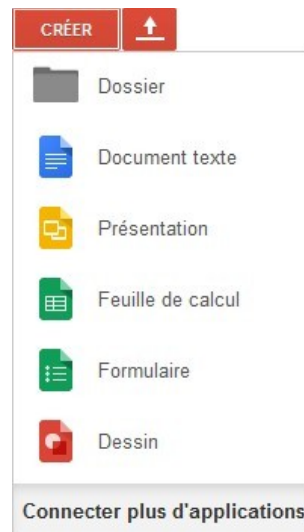 CRÉER
Dossier
Document texte
Présentation
Feuille de calcul
Formulaire
Dessin
Connecter plus d'applications